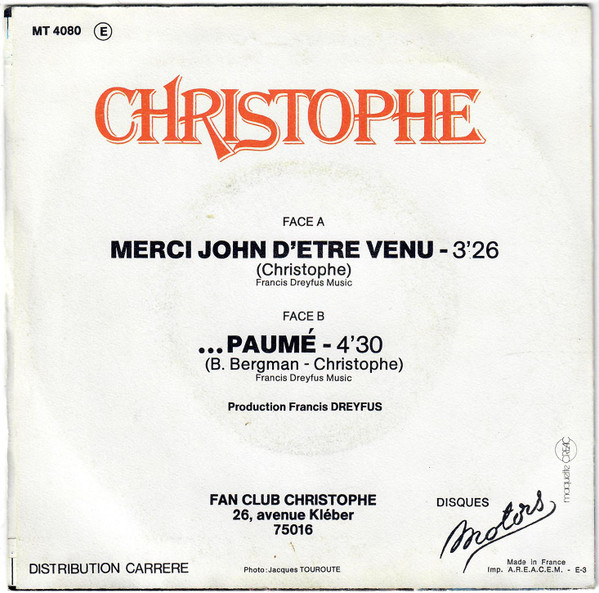 MT 4080 E
CHRISTOPHE
FACE A
MERCI JOHN D'ETRE VENU - 3'26
(Christophe)
Francis Dreyfus Music
FACE B
...PAUMÉ - 4'30
(B. Bergman - Christophe)
Francis Dreyfus Music
Production Francis DREYFUS
maquette CREAC
FAN CLUB CHRISTOPHE
26, avenue Kléber
75016
DISQUES
Motors
DISTRIBUTION CARRERE
Photo: Jacques TOUROUTE
Made in France
Imp. A.R.E.A.C.E.M. - E-3